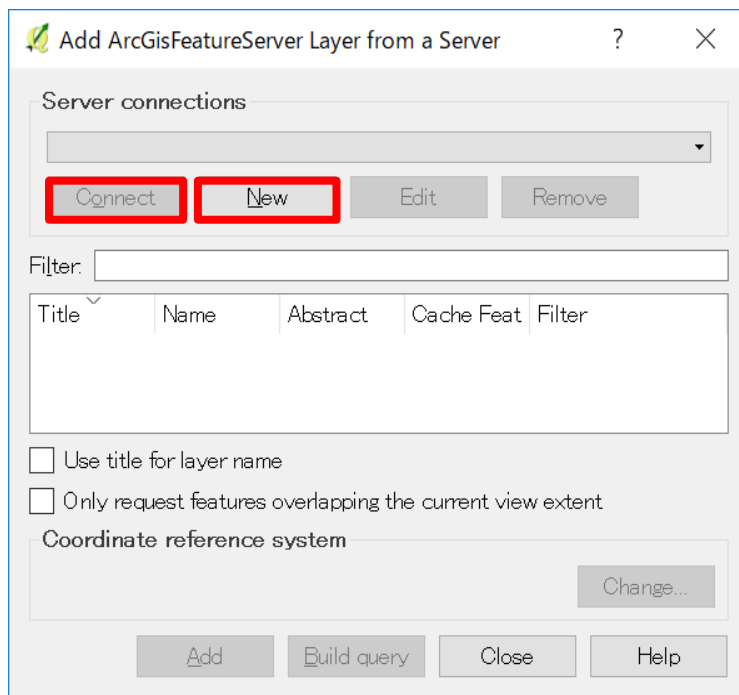 Add ArcGisFeatureServer Layer from a Server ?
Server connections
Connect New Edit Remove
Filter:
Title Name Abstract Cache Feat Filter
Use title for layer name
Only request features overlapping the current view extent
Coordinate reference system
Change...
Add Build query Close Help